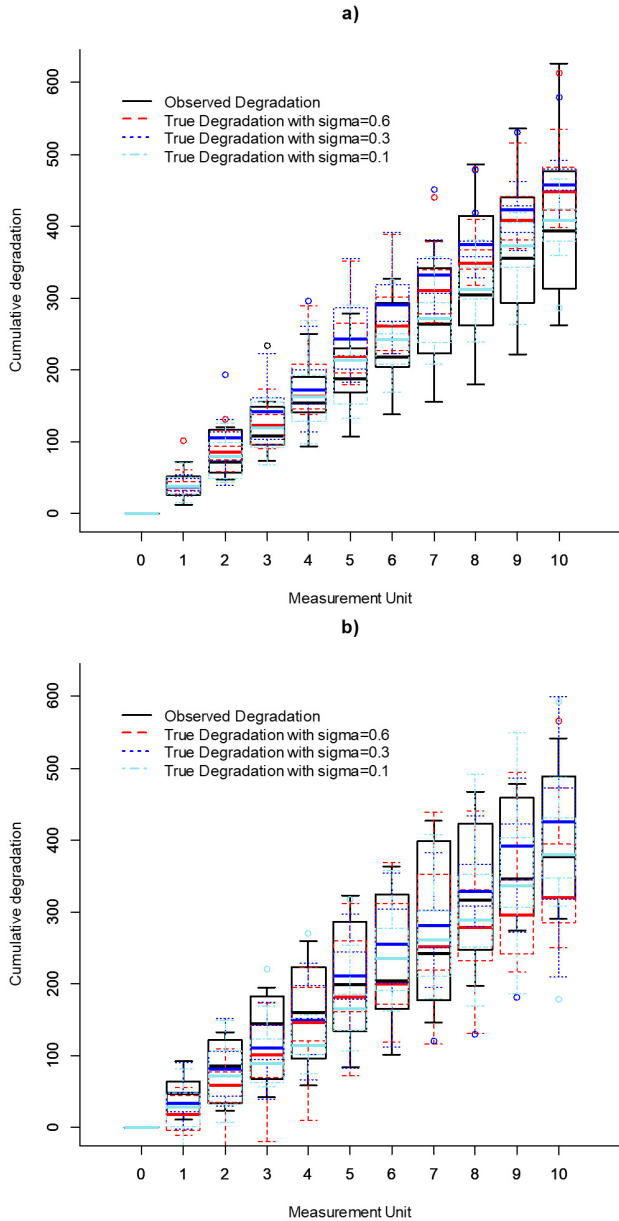 a)
Cumulative degradation
600
500
400
300
200
100
0
Observed Degradation
True Degradation with sigma=0.6
True Degradation with sigma=0.3
True Degradation with sigma=0.1
0 1 2 3 4 5 6 7 8 9 10
Measurement Unit
b)
Cumulative degradation
600
500
400
300
200
100
0
Observed Degradation
True Degradation with sigma=0.6
True Degradation with sigma=0.3
True Degradation with sigma=0.1
0 1 2 3 4 5 6 7 8 9 10
Measurement Unit